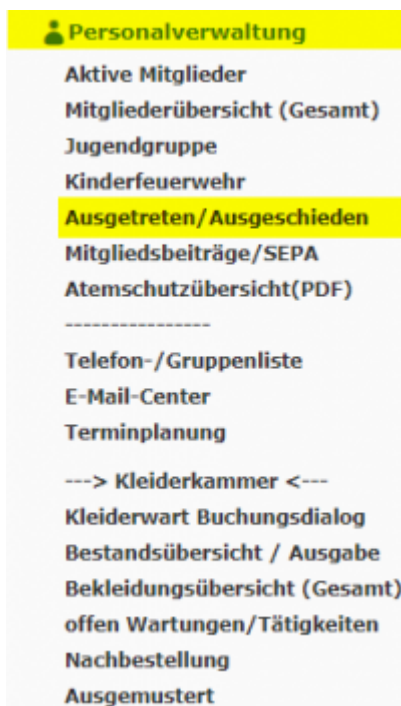 Personalverwaltung
Aktive Mitglieder
Mitgliederübersicht (Gesamt)
Jugendgruppe
Kinderfeuerwehr
Ausgetreten/Ausgeschieden
Mitgliedsbeiträge/SEPA
Atemschutzübersicht(PDF)
----------------
Telefon-/Gruppenliste
E-Mail-Center
Terminplanung
---> Kleiderkammer <---
Kleiderwart Buchungsdialog
Bestandsübersicht / Ausgabe
Bekleidungsübersicht (Gesamt)
offen Wartungen/Tätigkeiten
Nachbestellung
Ausgemustert